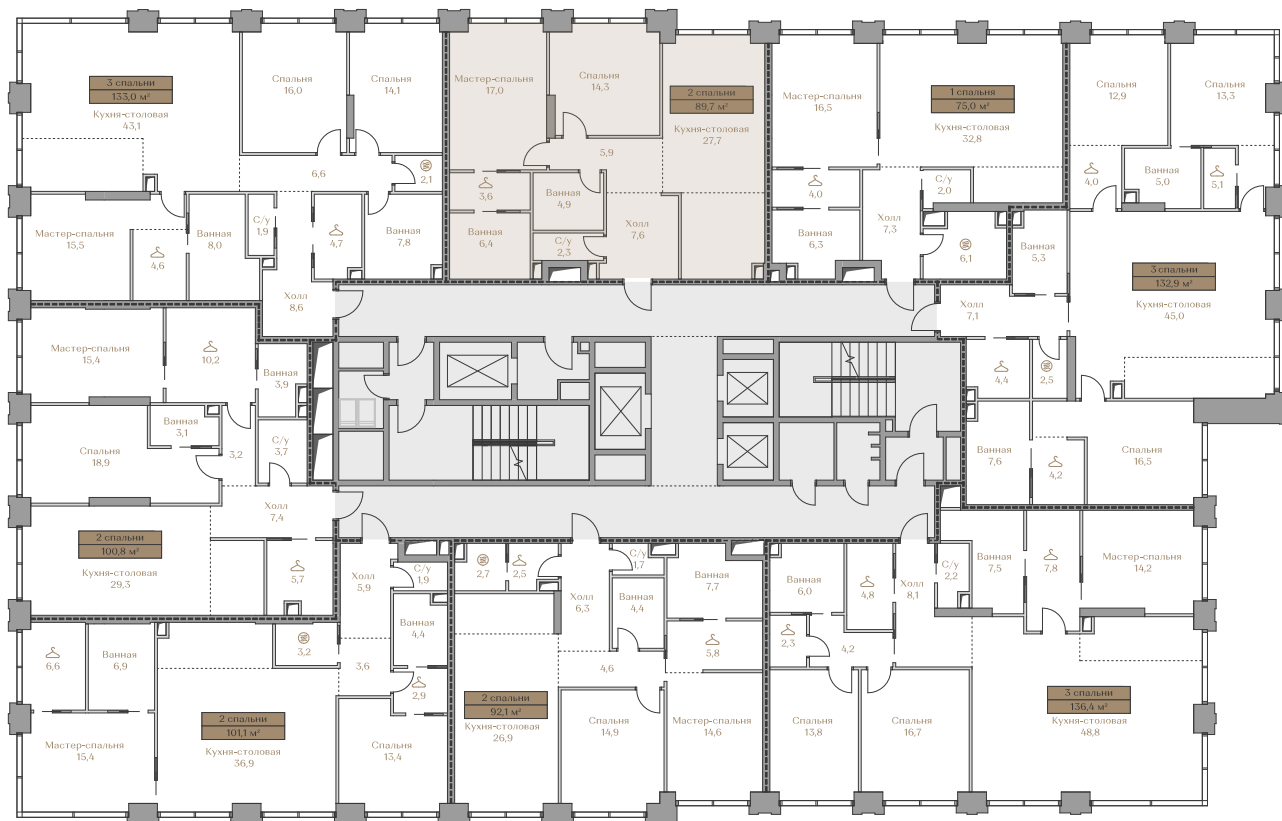 3 спальни
133,0 м²
Кухня-столовая
43,1
Спальня
16,0
Спальня
14,1
6,6
2,1
Мастер-спальня
15,5
4,6
Ванная
8,0
С/у
1,9
4,7
Ванная
7,8
Холл
8,6
Мастер-спальня
17,0
Спальня
14,3
2 спальни
89,7 м²
Кухня-столовая
27,7
5,9
3,6
Ванная
4,9
Ванная
6,4
С/у
2,3
Холл
7,6
Мастер-спальня
16,5
1 спальня
75,0 м²
Кухня-столовая
32,8
4,0
С/у
2,0
Ванная
6,3
Холл
7,3
6,1
Спальня
12,9
Спальня
13,3
4,0
Ванная
5,0
5,1
Ванная
5,3
3 спальни
132,9 м²
Кухня-столовая
45,0
Холл
7,1
4,4
2,5
Ванная
7,6
4,2
Спальня
16,5
Мастер-спальня
15,4
10,2
Ванная
3,9
Ванная
3,1
Спальня
18,9
3,2
С/у
3,7
Холл
7,4
2 спальни
100,8 м²
Кухня-столовая
29,3
5,7
6,6
Ванная
6,9
3,2
Холл
5,9
С/у
1,9
Ванная
4,4
3,6
2,9
Мастер-спальня
15,4
2 спальни
101,1 м²
Кухня-столовая
36,9
Спальня
13,4
2,7
2,5
Холл
6,3
С/у
1,7
Ванная
4,4
Ванная
7,7
5,8
4,6
2 спальни
92,1 м²
Кухня-столовая
26,9
Спальня
14,9
Мастер-спальня
14,6
Ванная
6,0
4,8
Холл
8,1
С/у
2,2
Ванная
7,5
7,8
Мастер-спальня
14,2
2,3
4,2
Спальня
13,8
Спальня
16,7
3 спальни
136,4 м²
Кухня-столовая
48,8